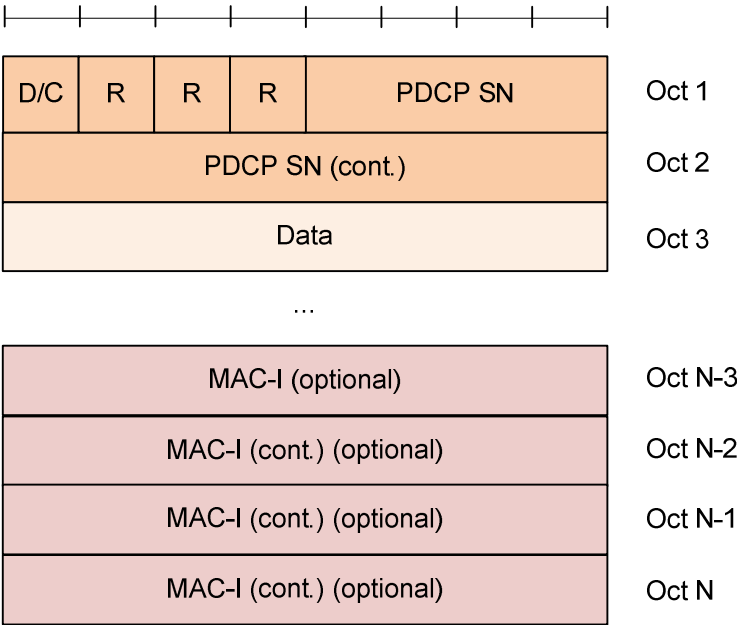 D/C R R R PDCP SN Oct 1
PDCP SN (cont.) Oct 2
Data Oct 3
...
MAC-I (optional) Oct N-3
MAC-I (cont.) (optional) Oct N-2
MAC-I (cont.) (optional) Oct N-1
MAC-I (cont.) (optional) Oct N